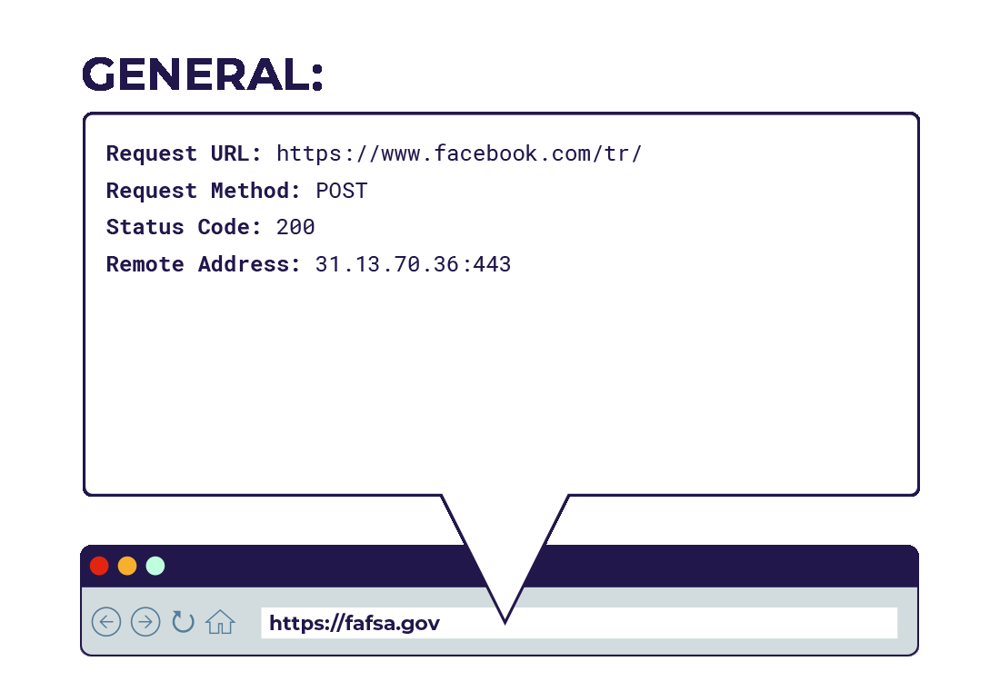 GENERAL:
Request URL: https://www.facebook.com/tr/
Request Method: POST
Status Code: 200
Remote Address: 31.13.70.36:443
https://fafsa.gov